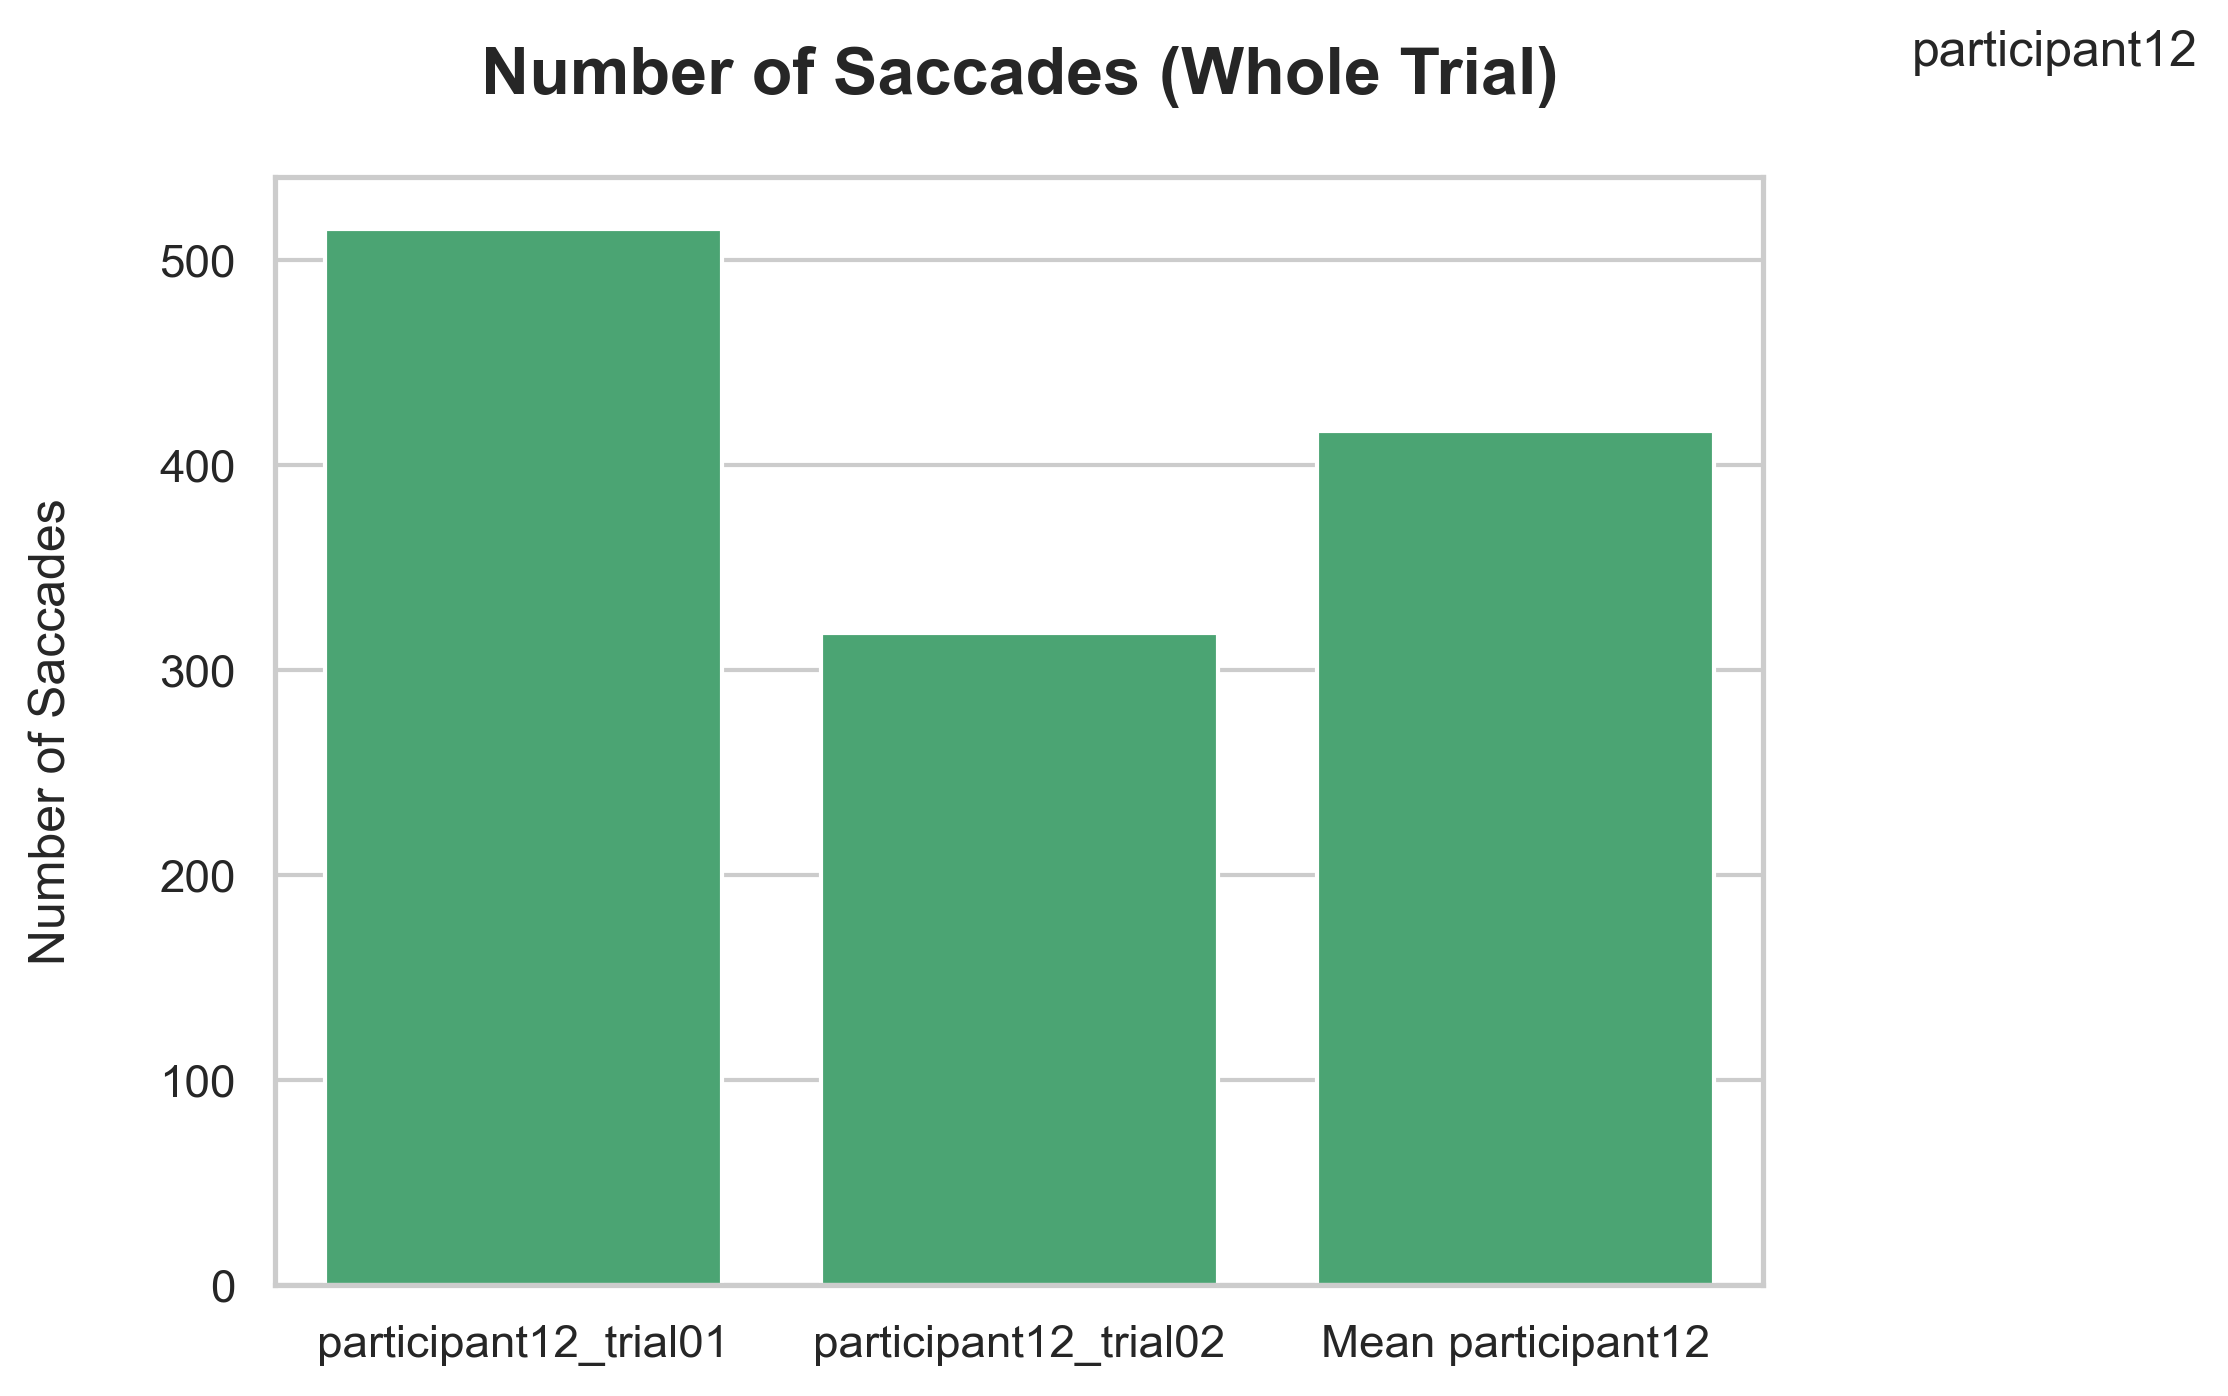 participant12
Number of Saccades (Whole Trial)
Number of Saccades
500
400
300
200
100
0
participant12_trial01
participant12_trial02
Mean participant12